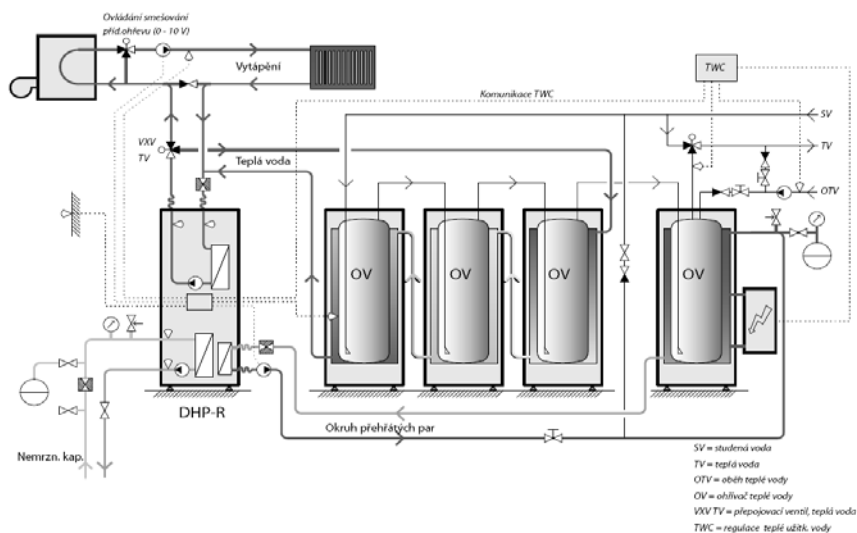 Ovládání smešování
příd.ohřevu (0 - 10 V)
Vytápění
TWC
Komunikace TWC
SV
VXV
TV
TV
Teplá voda
OTV
OV
OV
OV
OV
DHP-R
Okruh přehřátých par
Nemrzn. kap.
SV = studená voda
TV = teplá voda
OTV = oběh teplé vody
OV = ohřívač teplé vody
VXV TV = přepojovací ventil, teplá voda
TWC = regulace teplé užitk. vody